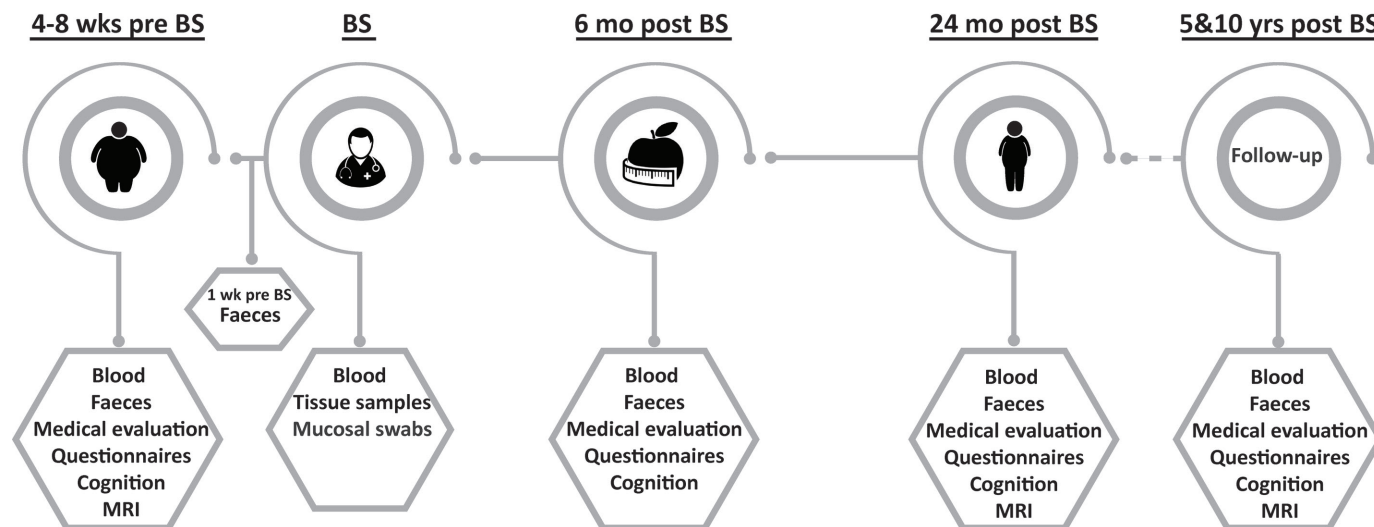 4-8 wks pre BS
BS
6 mo post BS
24 mo post BS
5&10 yrs post BS
Follow-up
1 wk pre BS
Faeces
Blood
Faeces
Medical evaluation
Questionnaires
Cognition
MRI
Blood
Tissue samples
Mucosal swabs
Blood
Faeces
Medical evaluation
Questionnaires
Cognition
Blood
Faeces
Medical evaluation
Questionnaires
Cognition
MRI
Blood
Faeces
Medical evaluation
Questionnaires
Cognition
MRI